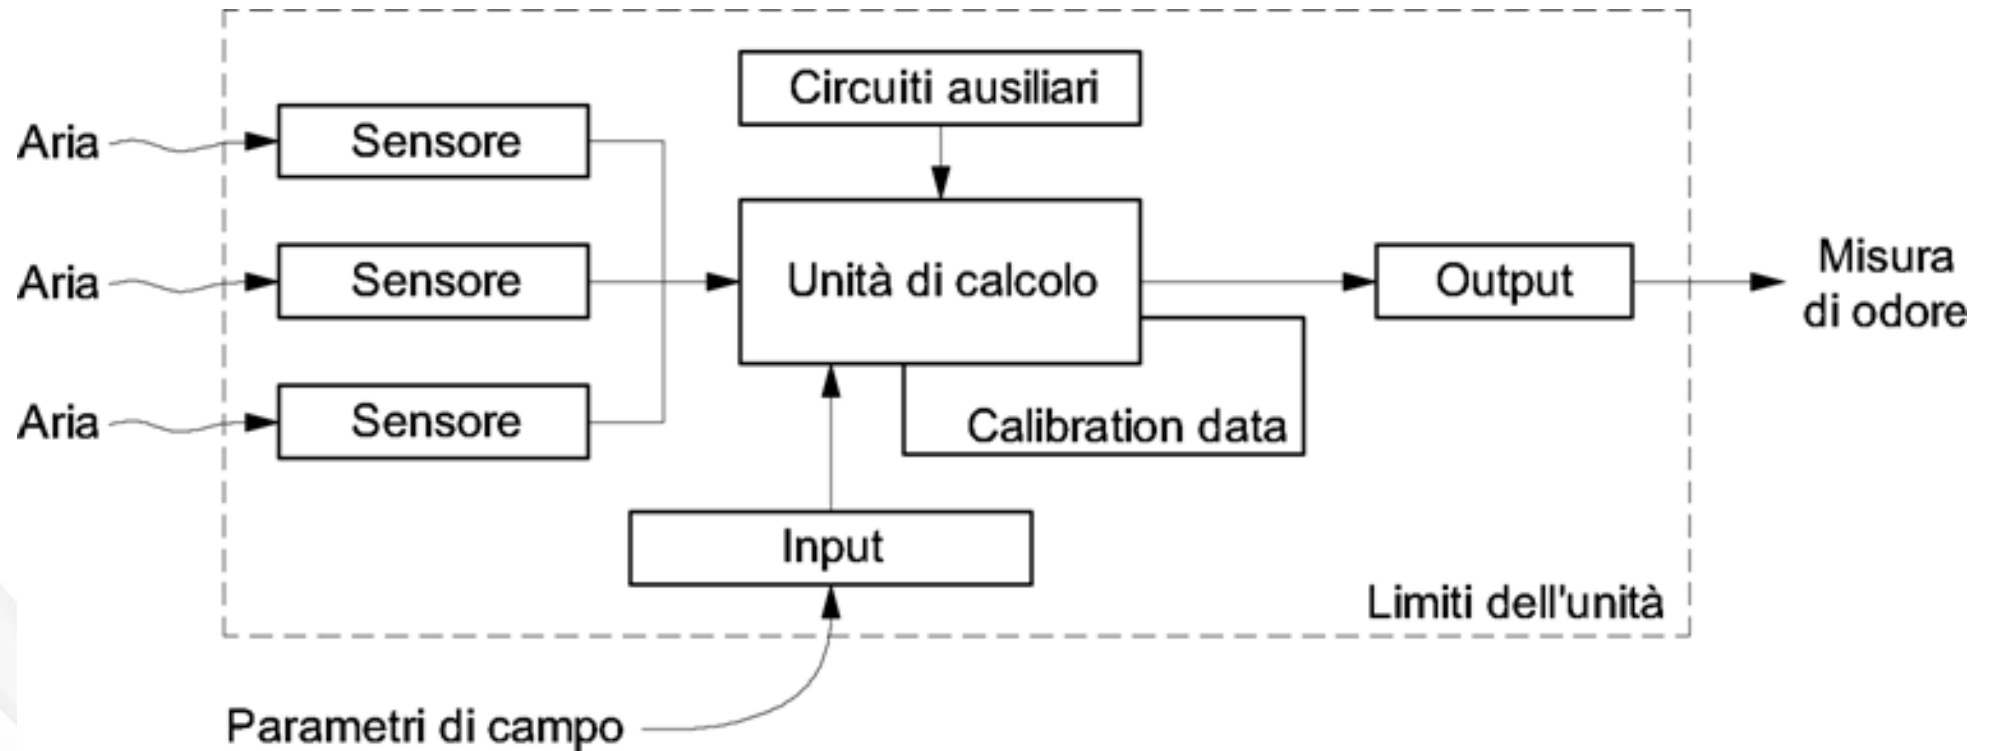 Circuiti ausiliari
Aria
Sensore
Aria
Sensore
Unità di calcolo
Output
Misura
di odore
Aria
Sensore
Calibration data
Input
Limiti dell'unità
Parametri di campo